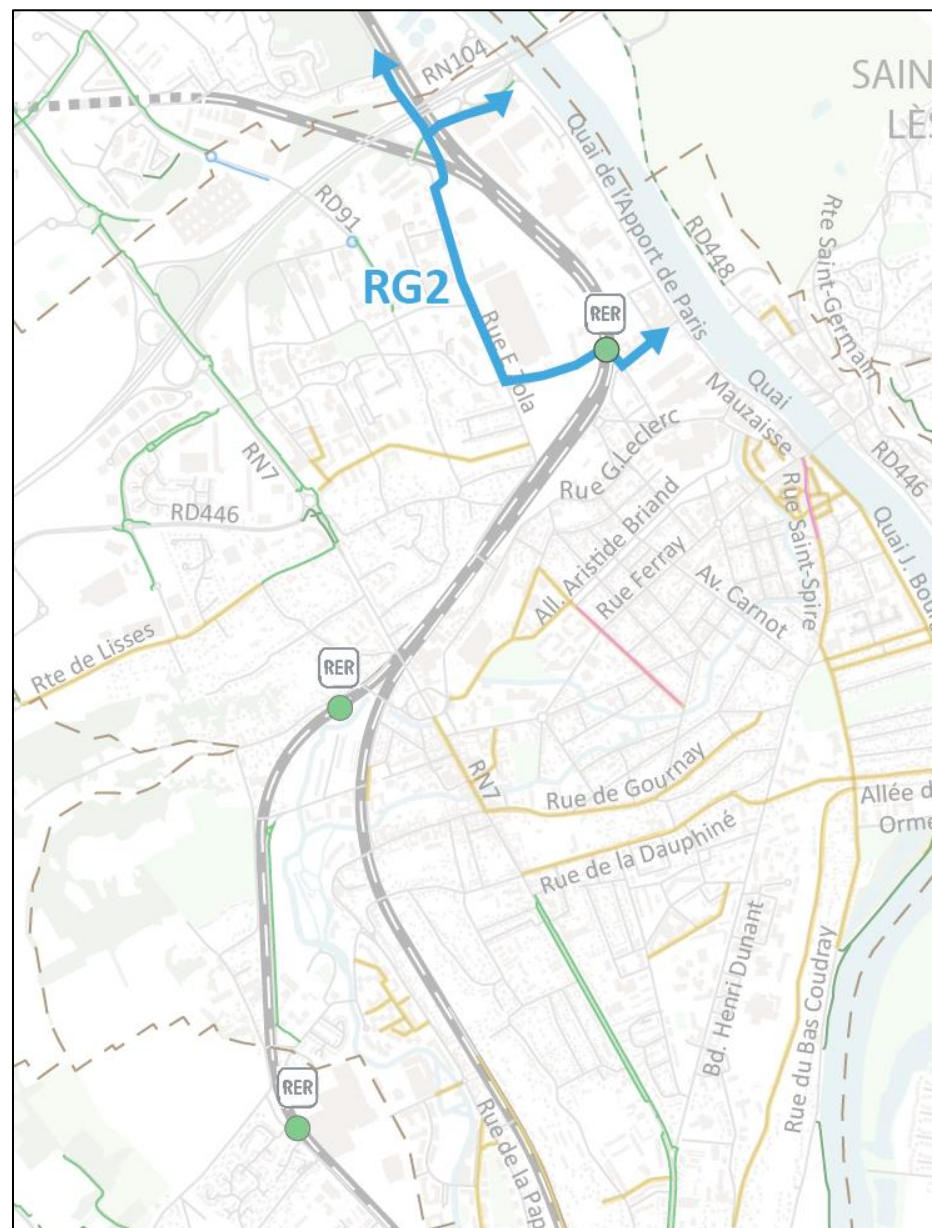 SAIN
LÈS
RN104
Quai de l'Apport de Paris
RD448
Rte Saint-Germain
RD91
RG2
RER
Rue E. Zola
Quai
Mauzaisse
RD446
Rue G.Leclerc
RN7
RD446
Rue Saint-Spire
Quai J. Bour
All. Aristide Briand
Rue Ferray
Av. Carnot
Rte de Lisses
RER
RN7
Rue de Gournay
Allée d
Orme
Rue de la Dauphiné
Bd. Henri Dunant
Rue du Bas Coudray
RER
Rue de la Pap